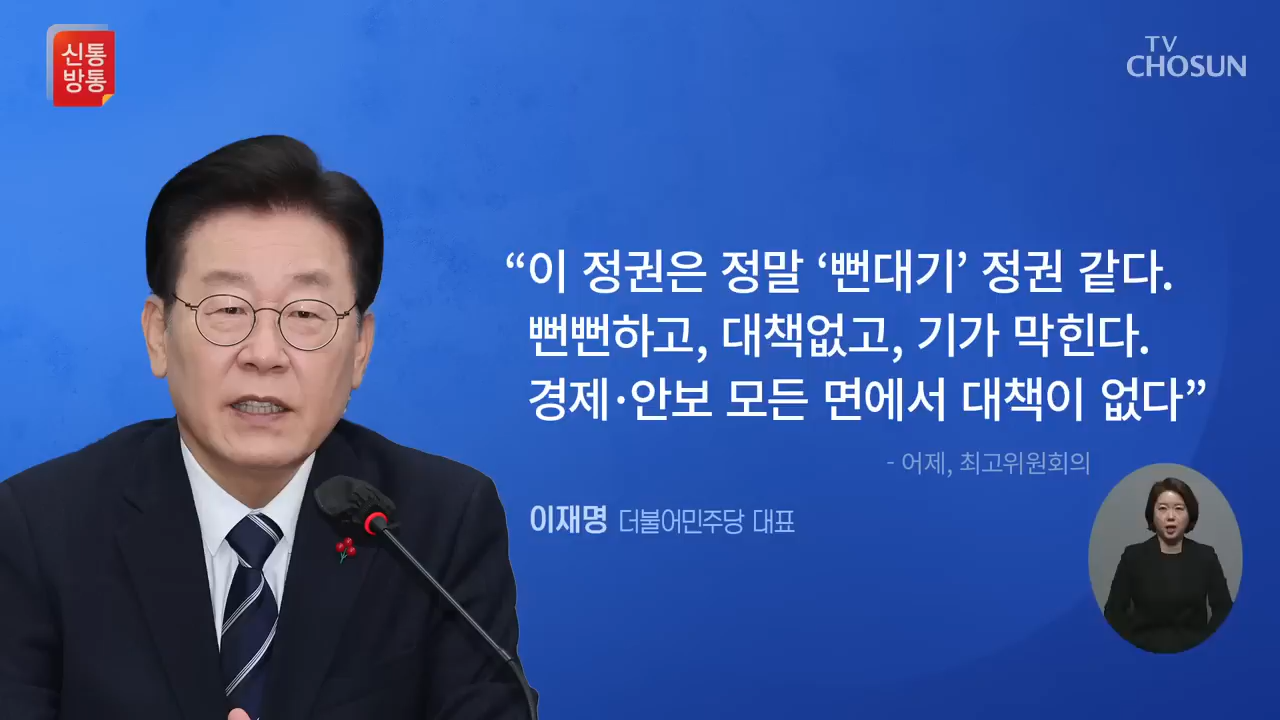 신통
방통
TV
CHOSUN
“이 정권은 정말 ‘뻔대기’ 정권 같다.
뻔뻔하고, 대책없고, 기가 막힌다.
경제·안보 모든 면에서 대책이 없다”
- 어제, 최고위원회의
이재명 더불어민주당 대표